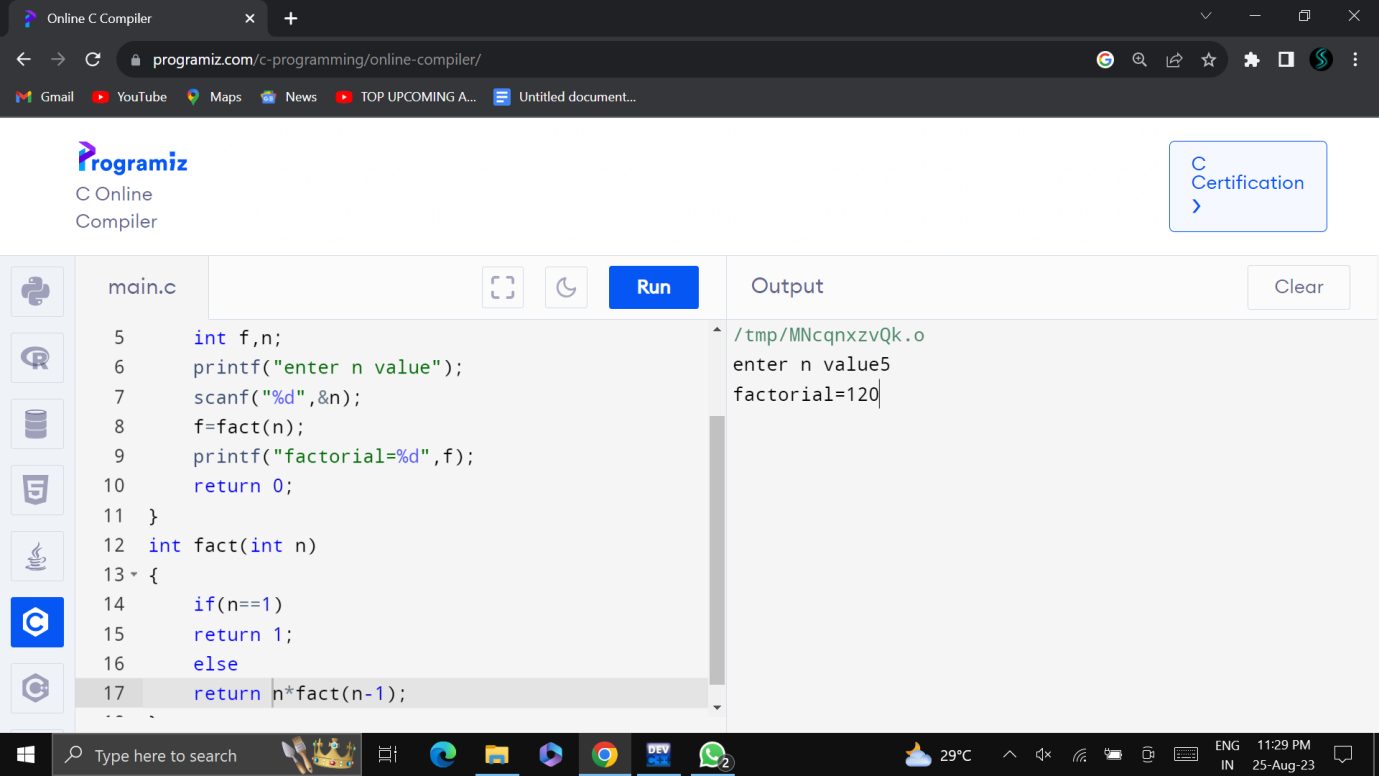 Online C Compiler
programiz.com/c-programming/online-compiler/
Gmail YouTube Maps News TOP UPCOMING A... Untitled document...
Programiz
C Online
Compiler
C
Certification
main.c
Run
Output
Clear
5 int f,n;
6 printf("enter n value");
7 scanf("%d",&n);
8 f=fact(n);
9 printf("factorial=%d",f);
10 return 0;
11 }
12 int fact(int n)
13 {
14 if(n==1)
15 return 1;
16 else
17 return n*fact(n-1);
/tmp/MNcqnxzvQk.o
enter n value5
factorial=120
Type here to search
DEV
2
29°C
ENG
IN
11:29 PM
25-Aug-23